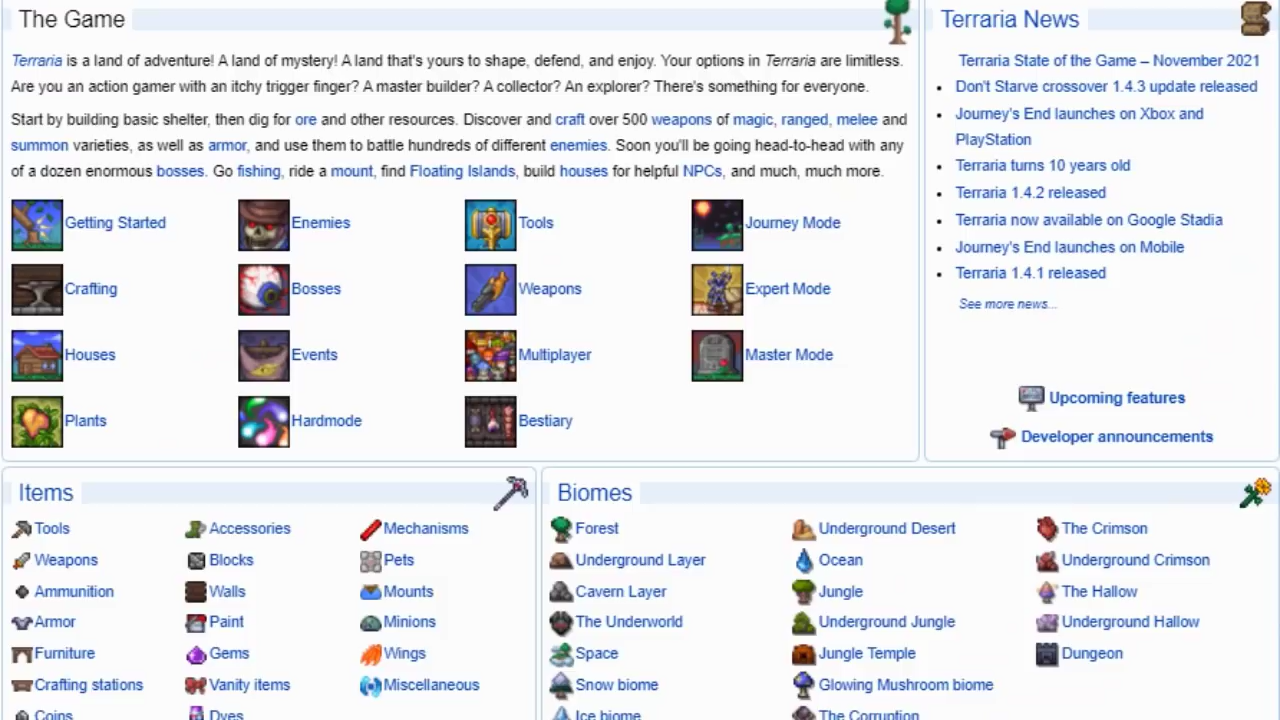 The Game
Terraria is a land of adventure! A land of mystery! A land that's yours to shape, defend, and enjoy. Your options in Terraria are limitless.
Are you an action gamer with an itchy trigger finger? A master builder? A collector? An explorer? There's something for everyone.
Start by building basic shelter, then dig for ore and other resources. Discover and craft over 500 weapons of magic, ranged, melee and
summon varieties, as well as armor, and use them to battle hundreds of different enemies. Soon you'll be going head-to-head with any
of a dozen enormous bosses. Go fishing, ride a mount, find Floating Islands, build houses for helpful NPCs, and much, much more.
Getting Started Enemies Tools Journey Mode
Crafting Bosses Weapons Expert Mode
Houses Events Multiplayer Master Mode
Plants Hardmode Bestiary
Terraria News
Terraria State of the Game – November 2021
Don't Starve crossover 1.4.3 update released
Journey's End launches on Xbox and
PlayStation
Terraria turns 10 years old
Terraria 1.4.2 released
Terraria now available on Google Stadia
Journey's End launches on Mobile
Terraria 1.4.1 released
See more news...
Upcoming features
Developer announcements
Items
Tools Accessories Mechanisms
Weapons Blocks Pets
Ammunition Walls Mounts
Armor Paint Minions
Furniture Gems Wings
Crafting stations Vanity items Miscellaneous
Coins Dyes
Biomes
Forest Underground Desert The Crimson
Underground Layer Ocean Underground Crimson
Cavern Layer Jungle The Hallow
The Underworld Underground Jungle Underground Hallow
Space Jungle Temple Dungeon
Snow biome Glowing Mushroom biome
Ice biome The Corruption